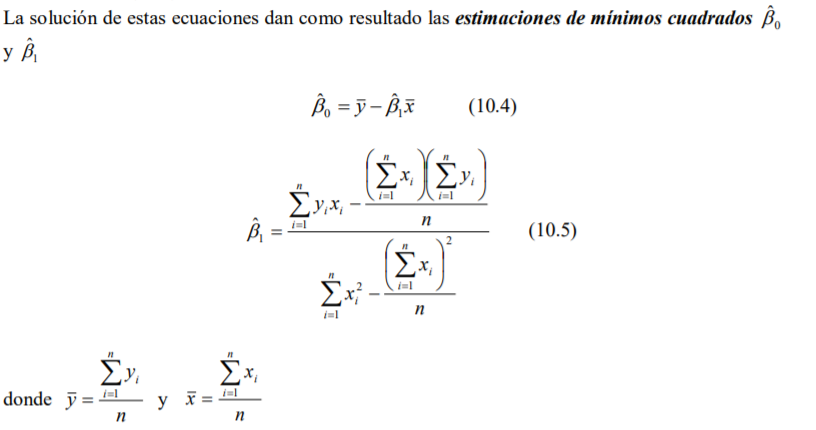 La solución de estas ecuaciones dan como resultado las estimaciones de mínimos cuadrados β̂₀
y β̂₁
β̂₀ = ȳ − β̂₁x̄ (10.4)
β̂₁ = (∑ᵢ₌₁ⁿ yᵢxᵢ − (∑ᵢ₌₁ⁿ xᵢ)(∑ᵢ₌₁ⁿ yᵢ) / n) / (∑ᵢ₌₁ⁿ xᵢ² − (∑ᵢ₌₁ⁿ xᵢ)² / n) (10.5)
donde ȳ = ∑ᵢ₌₁ⁿ yᵢ / n y x̄ = ∑ᵢ₌₁ⁿ xᵢ / n